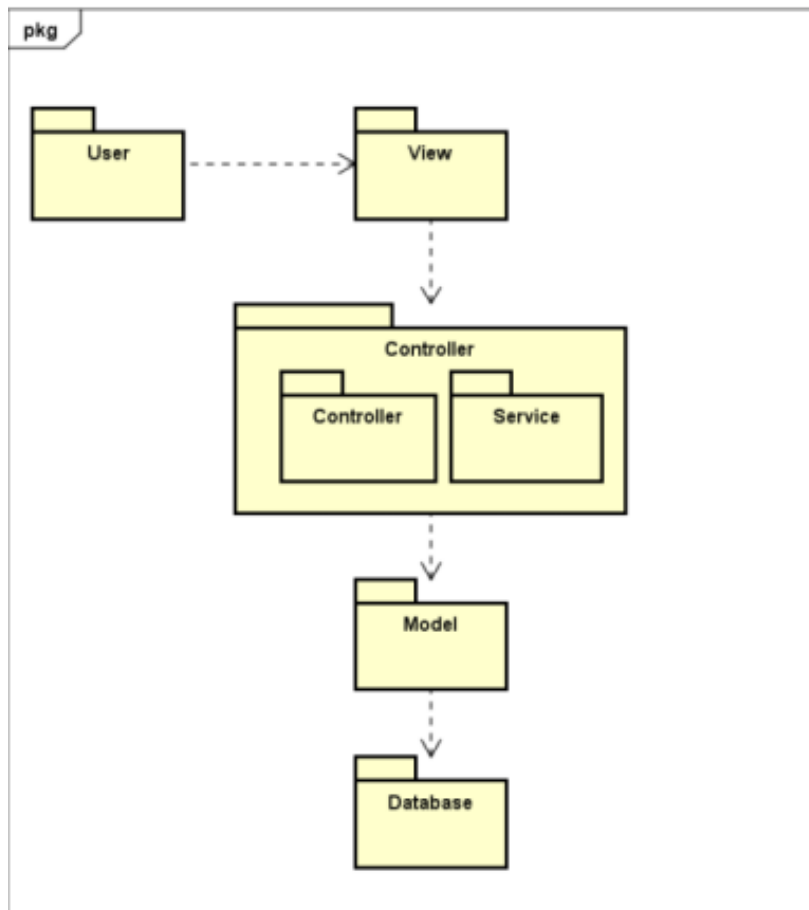 pkg
User
View
Controller
Controller
Service
Model
Database